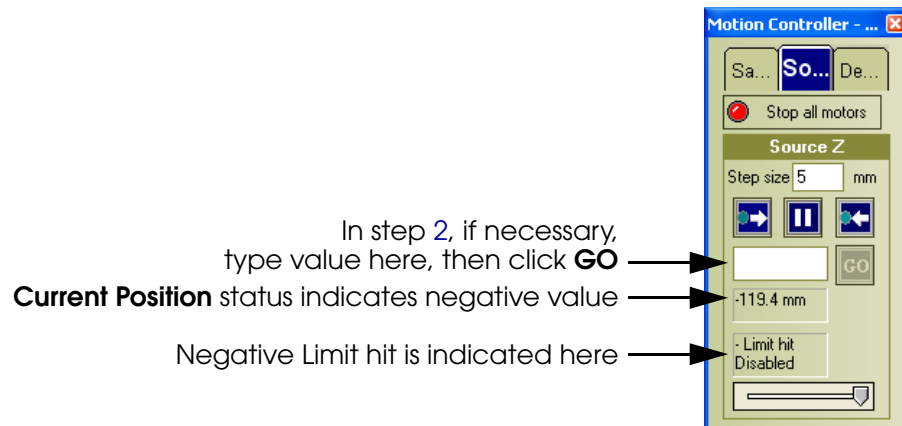 Motion Controller - ...
Sa... So... De...
Stop all motors
Source Z
Step size 5 mm
In step 2, if necessary,
type value here, then click GO
GO
Current Position status indicates negative value
-119.4 mm
Negative Limit hit is indicated here
- Limit hit
Disabled